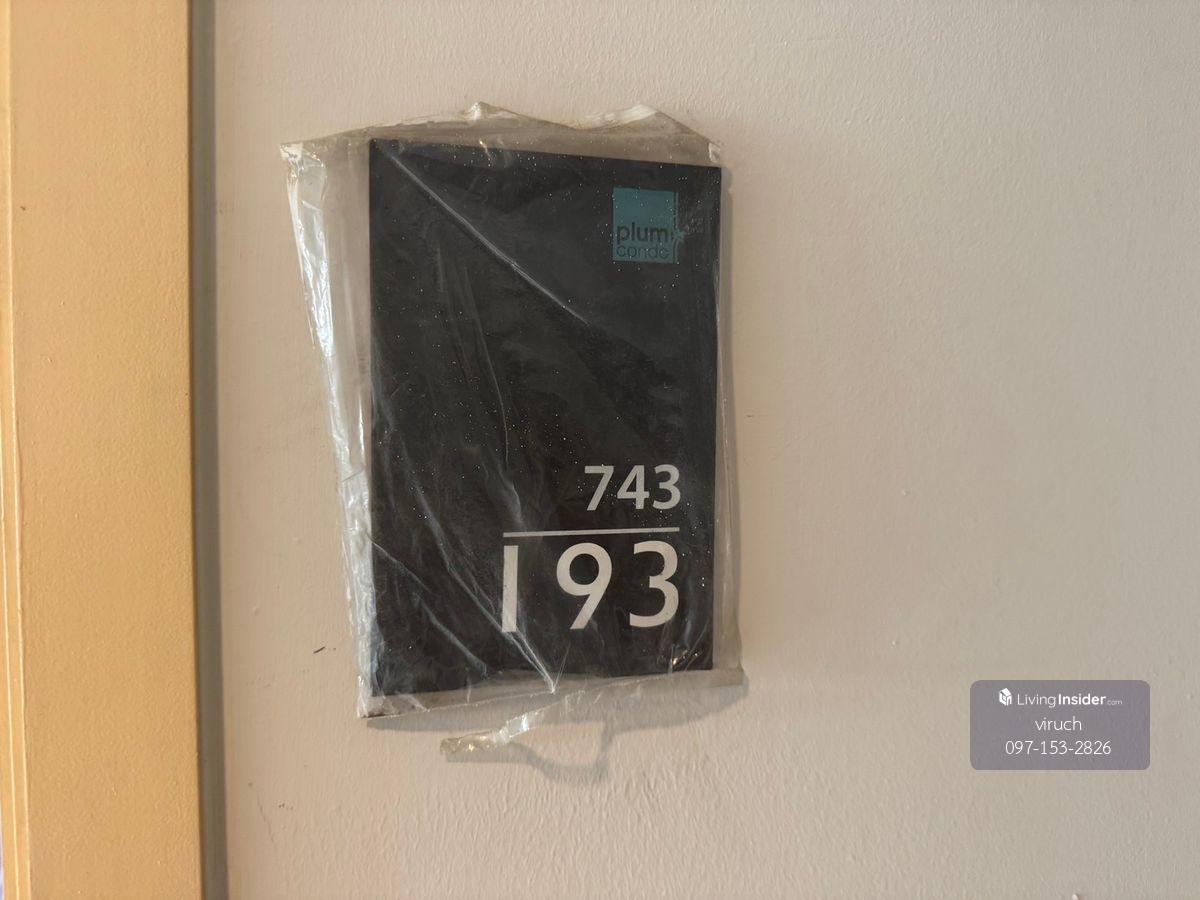 plum
condo
743
193
LivingInsider.com
viruch
097-153-2826